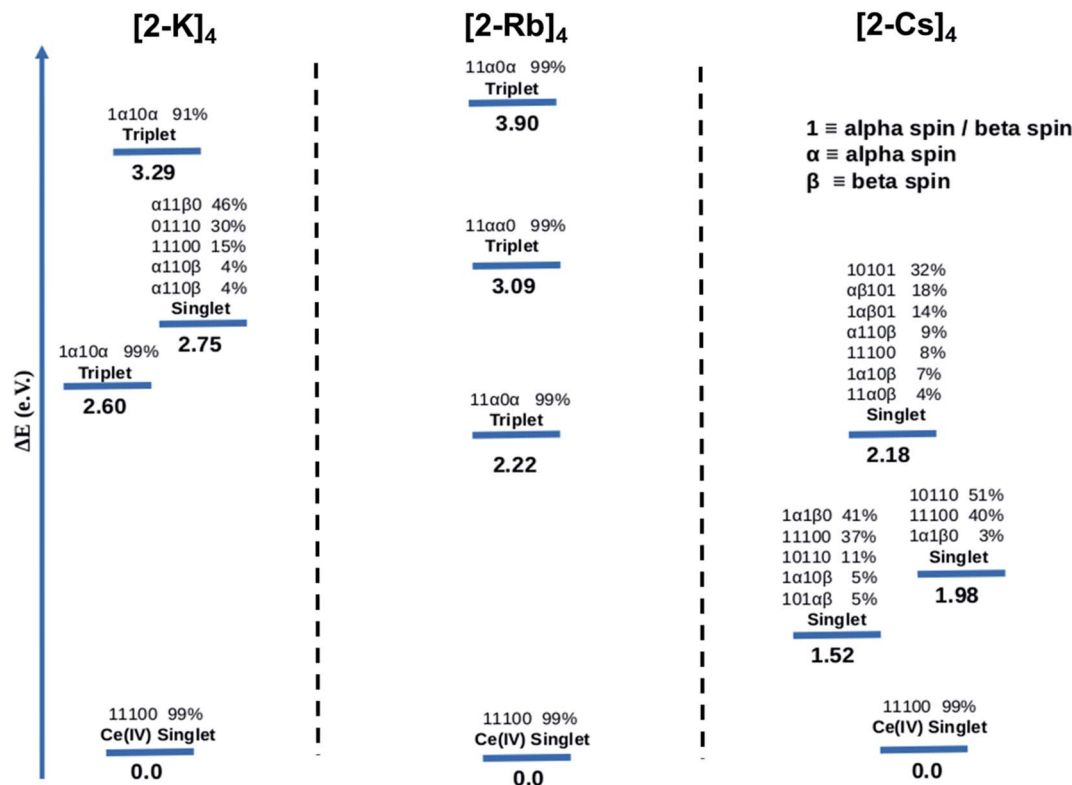 [2-K]4
ΔE (e.V.)
1α10α 91%
Triplet
3.29
α11β0 46%
01110 30%
11100 15%
α110β 4%
α110β 4%
Singlet
2.75
1α10α 99%
Triplet
2.60
11100 99%
Ce(IV) Singlet
0.0
[2-Rb]4
11α0α 99%
Triplet
3.90
11αα0 99%
Triplet
3.09
11α0α 99%
Triplet
2.22
11100 99%
Ce(IV) Singlet
0.0
[2-Cs]4
1 ≡ alpha spin / beta spin
α ≡ alpha spin
β ≡ beta spin
10101 32%
αβ101 18%
1αβ01 14%
α110β 9%
11100 8%
1α10β 7%
11α0β 4%
Singlet
2.18
10110 51%
11100 40%
1α1β0 3%
Singlet
1.98
1α1β0 41%
11100 37%
10110 11%
1α10β 5%
101αβ 5%
Singlet
1.52
11100 99%
Ce(IV) Singlet
0.0